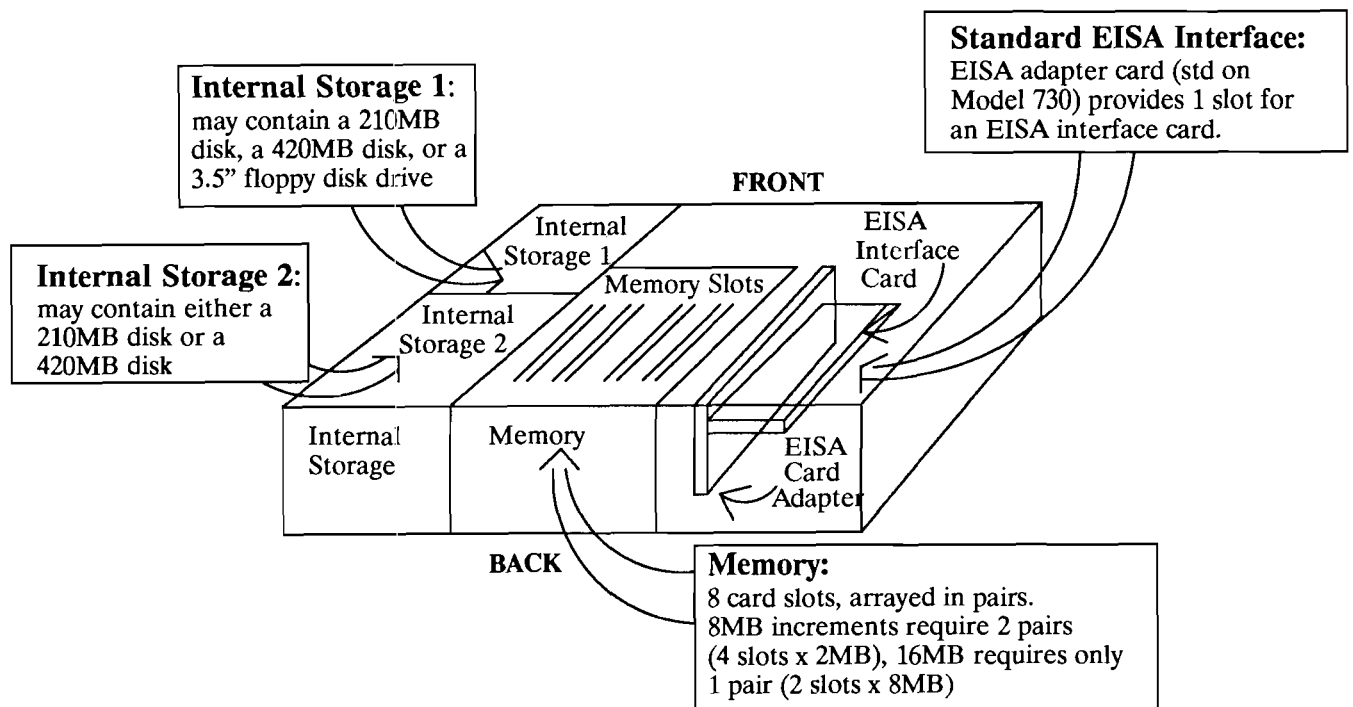 Standard EISA Interface:
EISA adapter card (std on
Model 730) provides 1 slot for
an EISA interface card.
Internal Storage 1:
may contain a 210MB
disk, a 420MB disk, or a
3.5” floppy disk drive
FRONT
Internal Storage 2:
may contain either a
210MB disk or a
420MB disk
Internal
Storage 1
EISA
Interface
Card
Memory Slots
Internal
Storage 2
Internal
Storage
Memory
EISA
Card
Adapter
BACK
Memory:
8 card slots, arrayed in pairs.
8MB increments require 2 pairs
(4 slots x 2MB), 16MB requires only
1 pair (2 slots x 8MB)